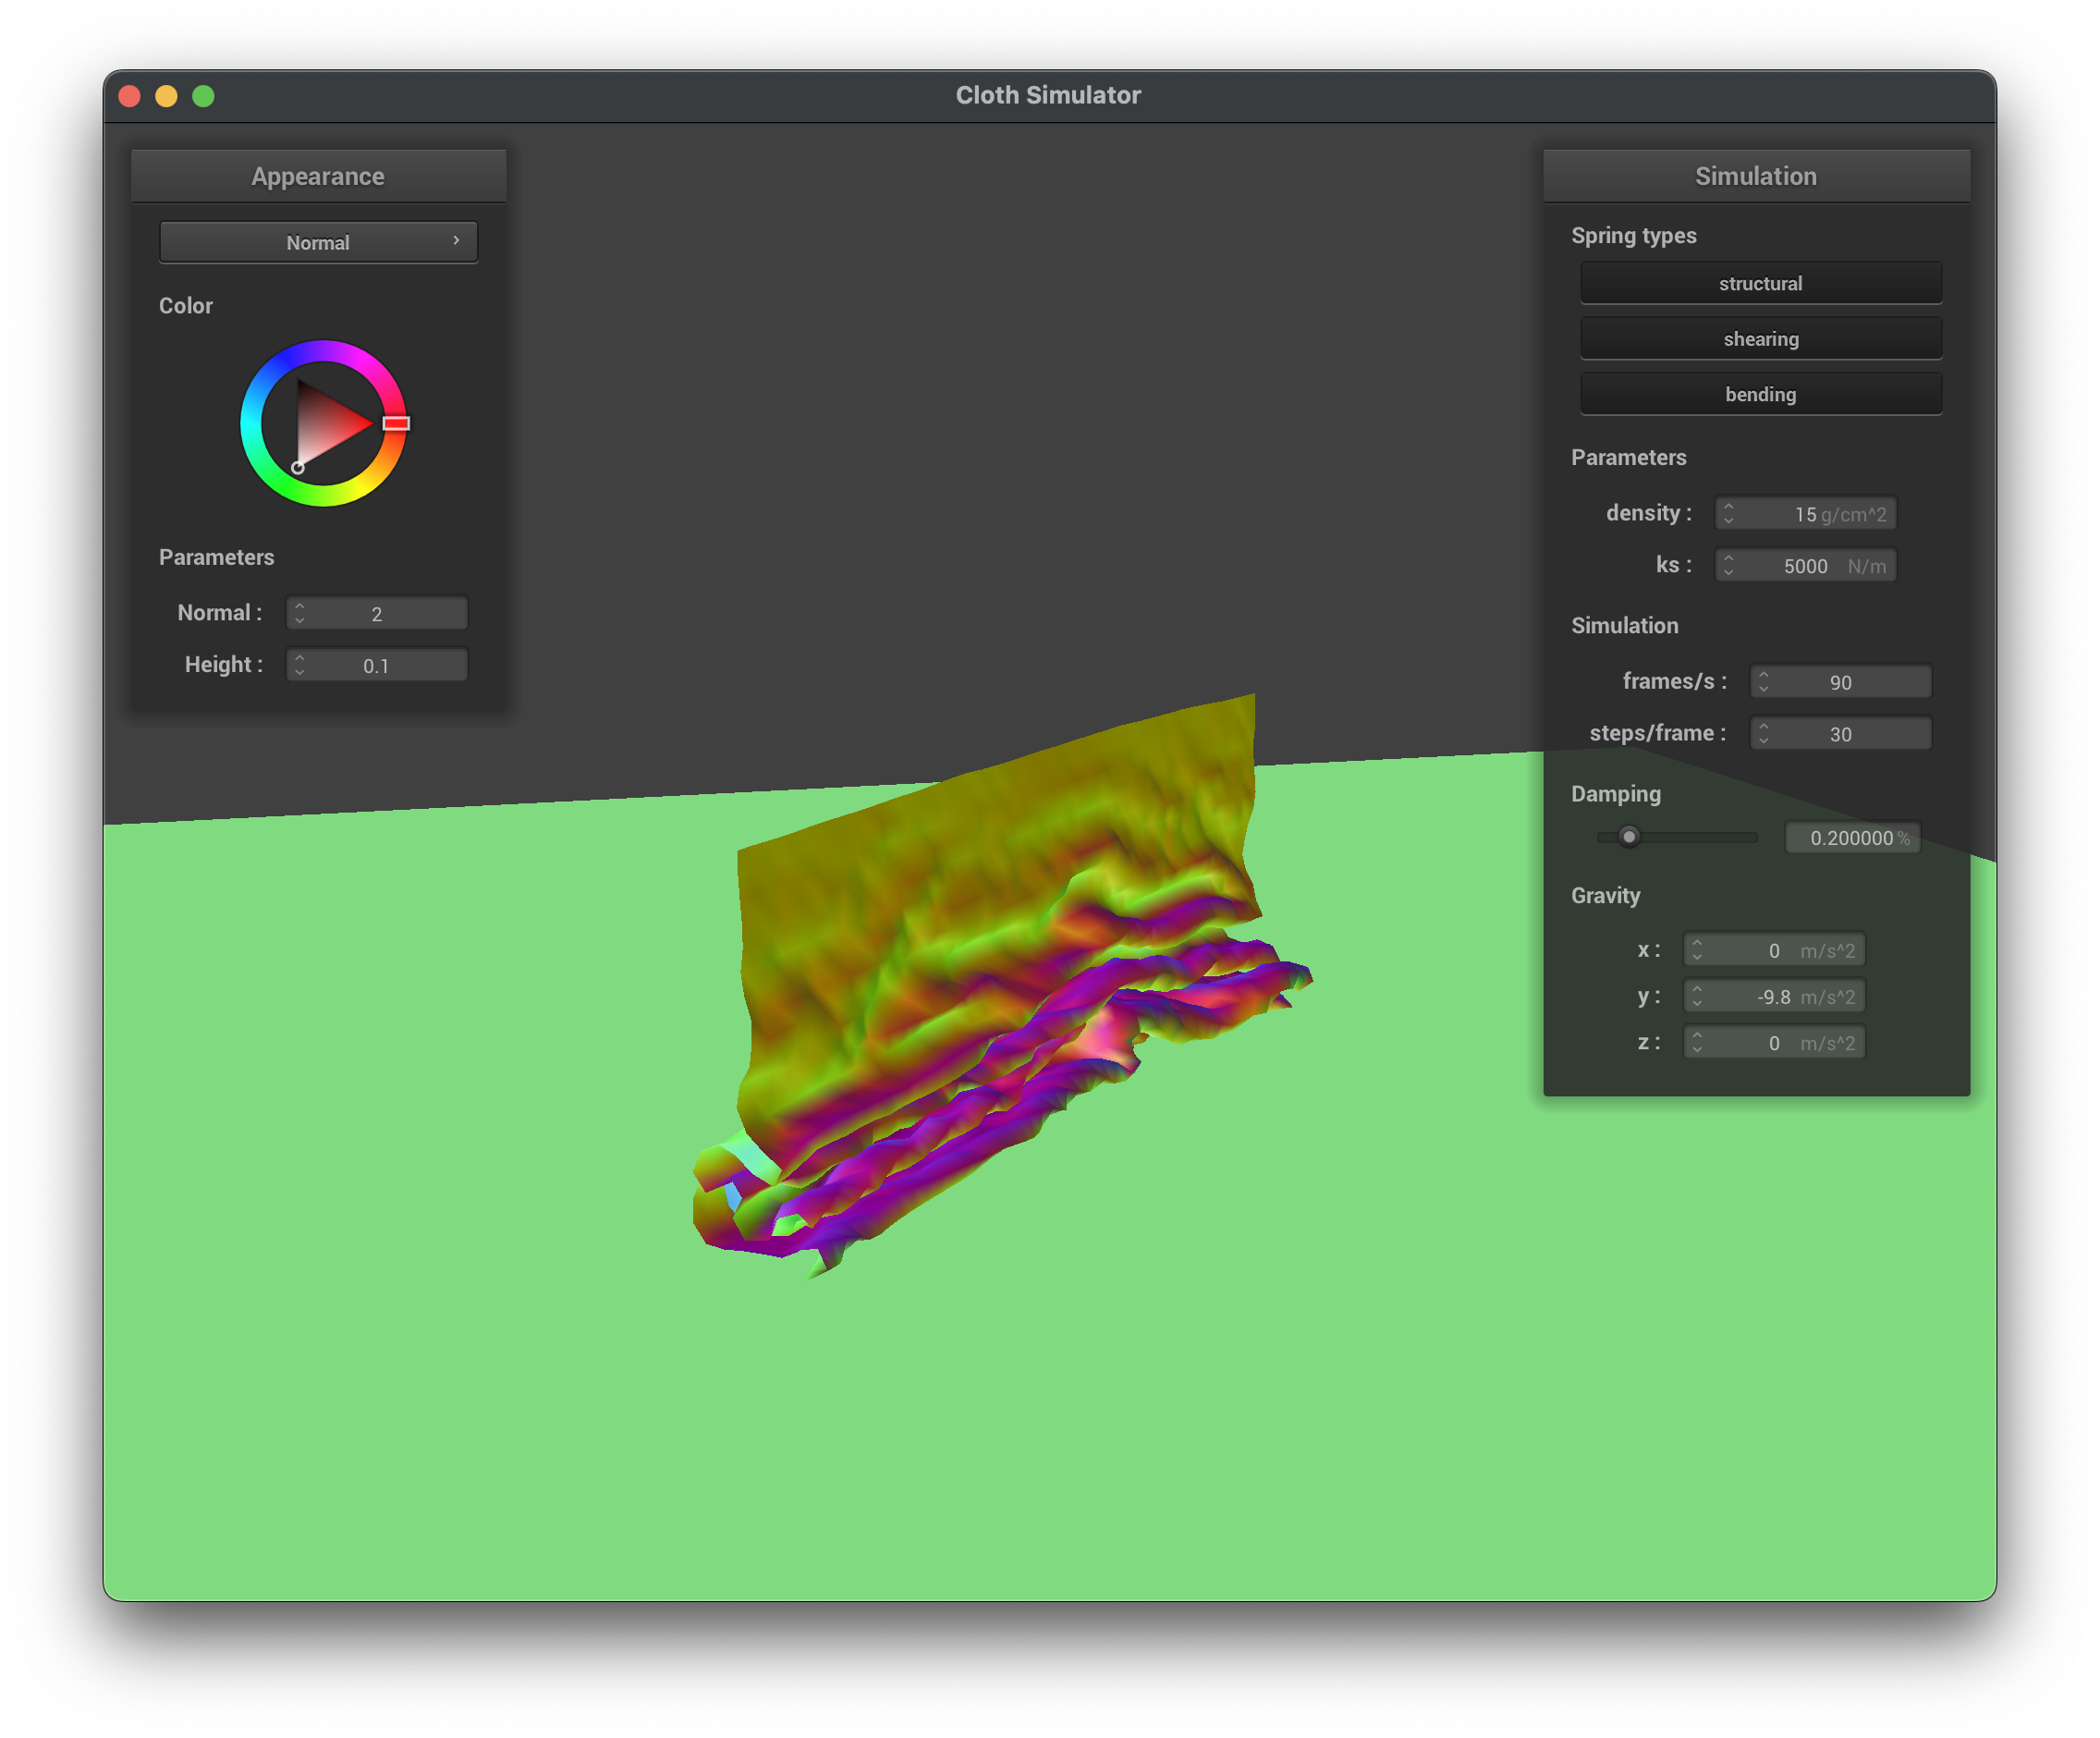 Cloth Simulator
Appearance
Normal
Color
Parameters
Normal : 2
Height : 0.1
Simulation
Spring types
structural
shearing
bending
Parameters
density : 15 g/cm^2
ks : 5000 N/m
Simulation
frames/s : 90
steps/frame : 30
Damping
0.200000 %
Gravity
x : 0 m/s^2
y : -9.8 m/s^2
z : 0 m/s^2